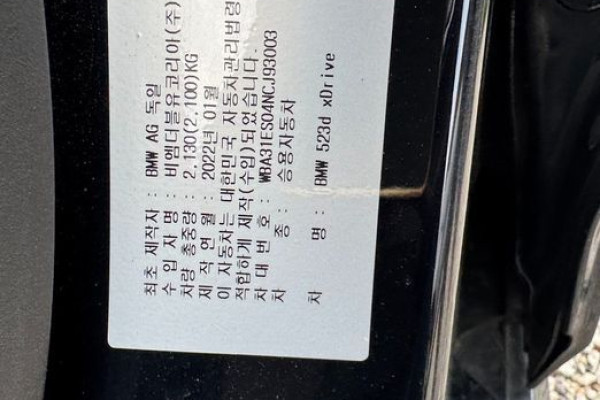 최초 제작자 : BMW AG 독일
수 입 자 명 : 비엠더블유코리아(주)
차량 총중량 : 2,130(2,100)KG
제 작 연 월 : 2022년 01월
이 자동차는 대한민국 자동차관리법령
적합하게 제작(수입)되었습니다.
차 대 번 호 : WBA31ES04NCJ93003
차 종 : 승용자동차
차 명 : BMW 523d xDrive